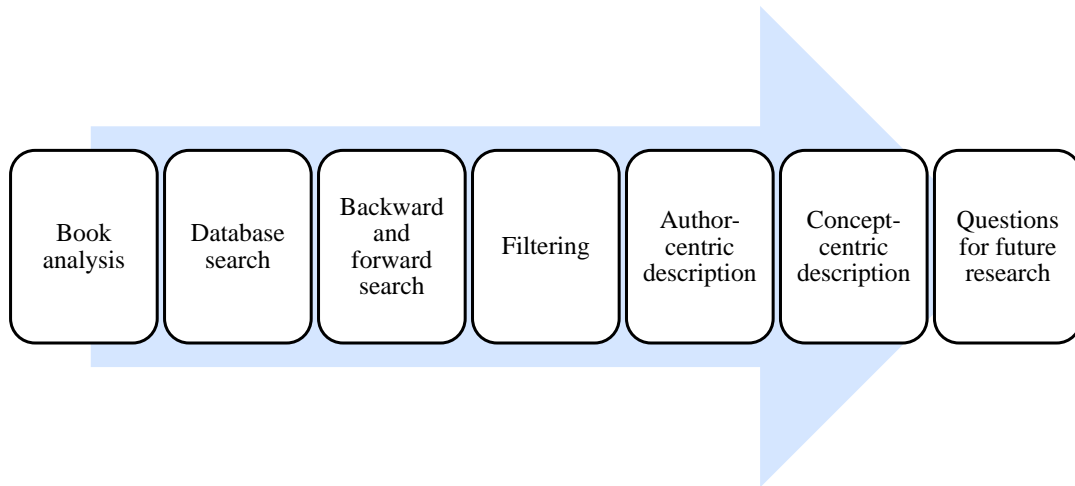 Book
analysis
Database
search
Backward
and
forward
search
Filtering
Author-
centric
description
Concept-
centric
description
Questions
for future
research